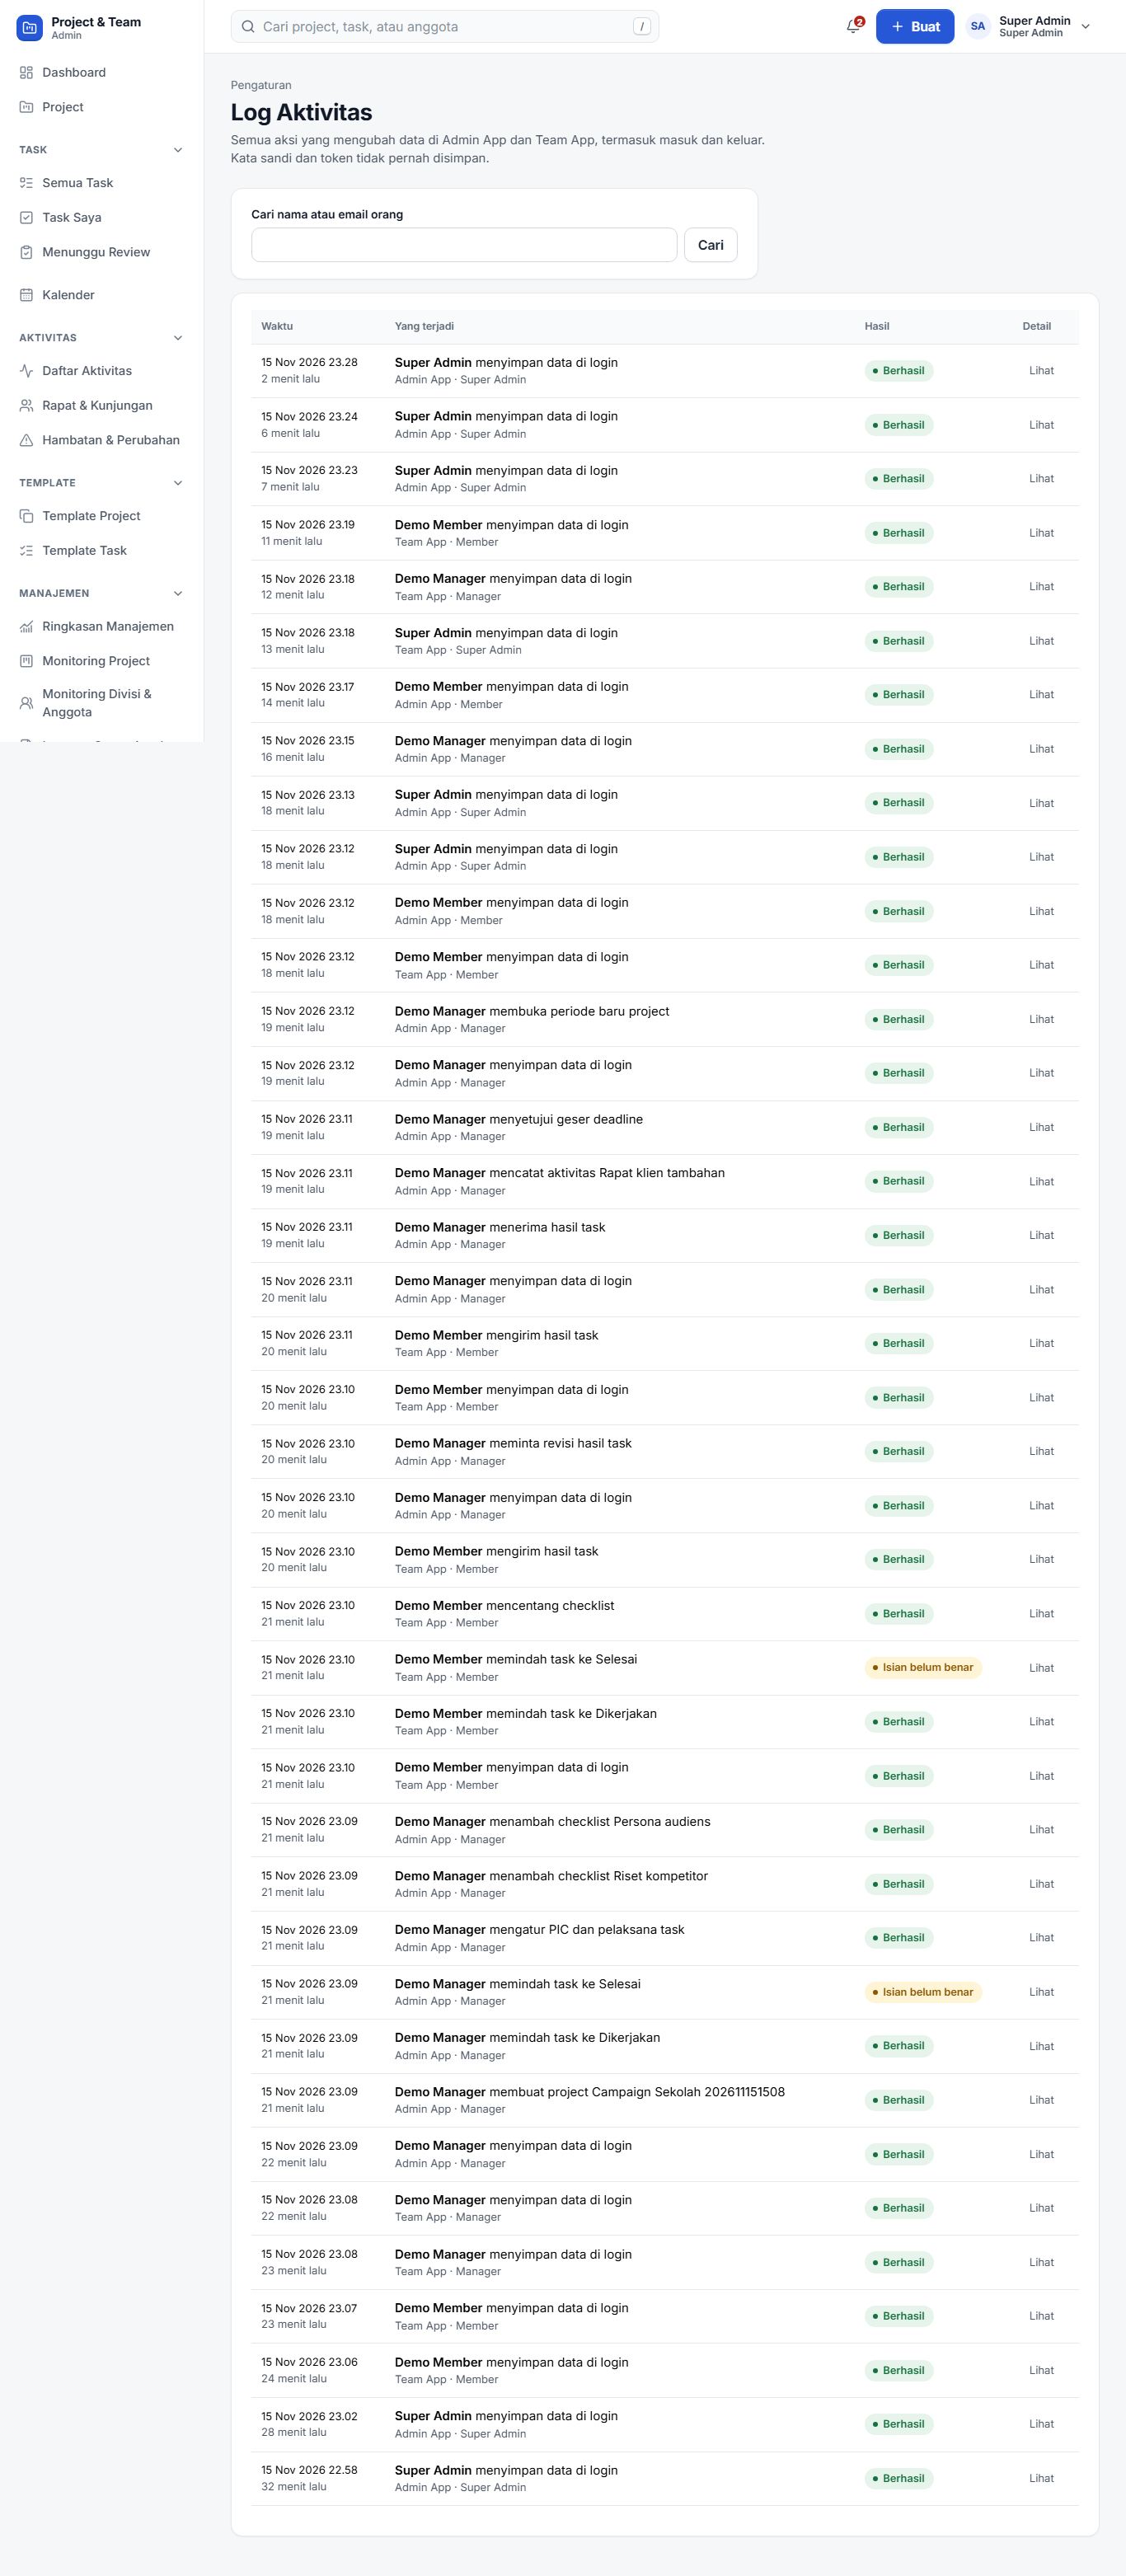 Project & Team
Admin
Cari project, task, atau anggota
/
2
Buat
SA
Super Admin
Super Admin
Dashboard
Project
TASK
Semua Task
Task Saya
Menunggu Review
Kalender
AKTIVITAS
Daftar Aktivitas
Rapat & Kunjungan
Hambatan & Perubahan
TEMPLATE
Template Project
Template Task
MANAJEMEN
Ringkasan Manajemen
Monitoring Project
Monitoring Divisi &
Anggota
Pengaturan
Log Aktivitas
Semua aksi yang mengubah data di Admin App dan Team App, termasuk masuk dan keluar.
Kata sandi dan token tidak pernah disimpan.
Cari nama atau email orang
Cari
Waktu Yang terjadi Hasil Detail
15 Nov 2026 23.28 Super Admin menyimpan data di login Berhasil Lihat
2 menit lalu Admin App · Super Admin
15 Nov 2026 23.24 Super Admin menyimpan data di login Berhasil Lihat
6 menit lalu Admin App · Super Admin
15 Nov 2026 23.23 Super Admin menyimpan data di login Berhasil Lihat
7 menit lalu Admin App · Super Admin
15 Nov 2026 23.19 Demo Member menyimpan data di login Berhasil Lihat
11 menit lalu Team App · Member
15 Nov 2026 23.18 Demo Manager menyimpan data di login Berhasil Lihat
12 menit lalu Team App · Manager
15 Nov 2026 23.18 Super Admin menyimpan data di login Berhasil Lihat
13 menit lalu Team App · Super Admin
15 Nov 2026 23.17 Demo Member menyimpan data di login Berhasil Lihat
14 menit lalu Admin App · Member
15 Nov 2026 23.15 Demo Manager menyimpan data di login Berhasil Lihat
16 menit lalu Admin App · Manager
15 Nov 2026 23.13 Super Admin menyimpan data di login Berhasil Lihat
18 menit lalu Admin App · Super Admin
15 Nov 2026 23.12 Super Admin menyimpan data di login Berhasil Lihat
18 menit lalu Admin App · Super Admin
15 Nov 2026 23.12 Demo Member menyimpan data di login Berhasil Lihat
18 menit lalu Admin App · Member
15 Nov 2026 23.12 Demo Member menyimpan data di login Berhasil Lihat
18 menit lalu Team App · Member
15 Nov 2026 23.12 Demo Manager membuka periode baru project Berhasil Lihat
19 menit lalu Admin App · Manager
15 Nov 2026 23.12 Demo Manager menyimpan data di login Berhasil Lihat
19 menit lalu Admin App · Manager
15 Nov 2026 23.11 Demo Manager menyetujui geser deadline Berhasil Lihat
19 menit lalu Admin App · Manager
15 Nov 2026 23.11 Demo Manager mencatat aktivitas Rapat klien tambahan Berhasil Lihat
19 menit lalu Admin App · Manager
15 Nov 2026 23.11 Demo Manager menerima hasil task Berhasil Lihat
19 menit lalu Admin App · Manager
15 Nov 2026 23.11 Demo Manager menyimpan data di login Berhasil Lihat
20 menit lalu Admin App · Manager
15 Nov 2026 23.11 Demo Member mengirim hasil task Berhasil Lihat
20 menit lalu Team App · Member
15 Nov 2026 23.10 Demo Member menyimpan data di login Berhasil Lihat
20 menit lalu Team App · Member
15 Nov 2026 23.10 Demo Manager meminta revisi hasil task Berhasil Lihat
20 menit lalu Admin App · Manager
15 Nov 2026 23.10 Demo Manager menyimpan data di login Berhasil Lihat
20 menit lalu Admin App · Manager
15 Nov 2026 23.10 Demo Member mengirim hasil task Berhasil Lihat
20 menit lalu Team App · Member
15 Nov 2026 23.10 Demo Member mencentang checklist Berhasil Lihat
21 menit lalu Team App · Member
15 Nov 2026 23.10 Demo Member memindah task ke Selesai Isian belum benar Lihat
21 menit lalu Team App · Member
15 Nov 2026 23.10 Demo Member memindah task ke Dikerjakan Berhasil Lihat
21 menit lalu Team App · Member
15 Nov 2026 23.10 Demo Member menyimpan data di login Berhasil Lihat
21 menit lalu Team App · Member
15 Nov 2026 23.09 Demo Manager menambah checklist Persona audiens Berhasil Lihat
21 menit lalu Admin App · Manager
15 Nov 2026 23.09 Demo Manager menambah checklist Riset kompetitor Berhasil Lihat
21 menit lalu Admin App · Manager
15 Nov 2026 23.09 Demo Manager mengatur PIC dan pelaksana task Berhasil Lihat
21 menit lalu Admin App · Manager
15 Nov 2026 23.09 Demo Manager memindah task ke Selesai Isian belum benar Lihat
21 menit lalu Admin App · Manager
15 Nov 2026 23.09 Demo Manager memindah task ke Dikerjakan Berhasil Lihat
21 menit lalu Admin App · Manager
15 Nov 2026 23.09 Demo Manager membuat project Campaign Sekolah 202611151508 Berhasil Lihat
21 menit lalu Admin App · Manager
15 Nov 2026 23.09 Demo Manager menyimpan data di login Berhasil Lihat
22 menit lalu Admin App · Manager
15 Nov 2026 23.08 Demo Manager menyimpan data di login Berhasil Lihat
22 menit lalu Team App · Manager
15 Nov 2026 23.08 Demo Manager menyimpan data di login Berhasil Lihat
23 menit lalu Team App · Manager
15 Nov 2026 23.07 Demo Member menyimpan data di login Berhasil Lihat
23 menit lalu Team App · Member
15 Nov 2026 23.06 Demo Member menyimpan data di login Berhasil Lihat
24 menit lalu Team App · Member
15 Nov 2026 23.02 Super Admin menyimpan data di login Berhasil Lihat
28 menit lalu Admin App · Super Admin
15 Nov 2026 22.58 Super Admin menyimpan data di login Berhasil Lihat
32 menit lalu Admin App · Super Admin